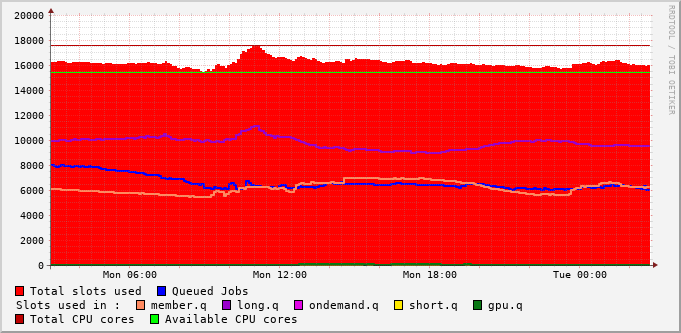 20000
18000
16000
14000
12000
10000
8000
6000
4000
2000
0
Mon 06:00 Mon 12:00 Mon 18:00 Tue 00:00
Total slots used Queued Jobs
Slots used in : member.q long.q ondemand.q short.q gpu.q
Total CPU cores Available CPU cores
RRDTOOL / TOBI OETIKER